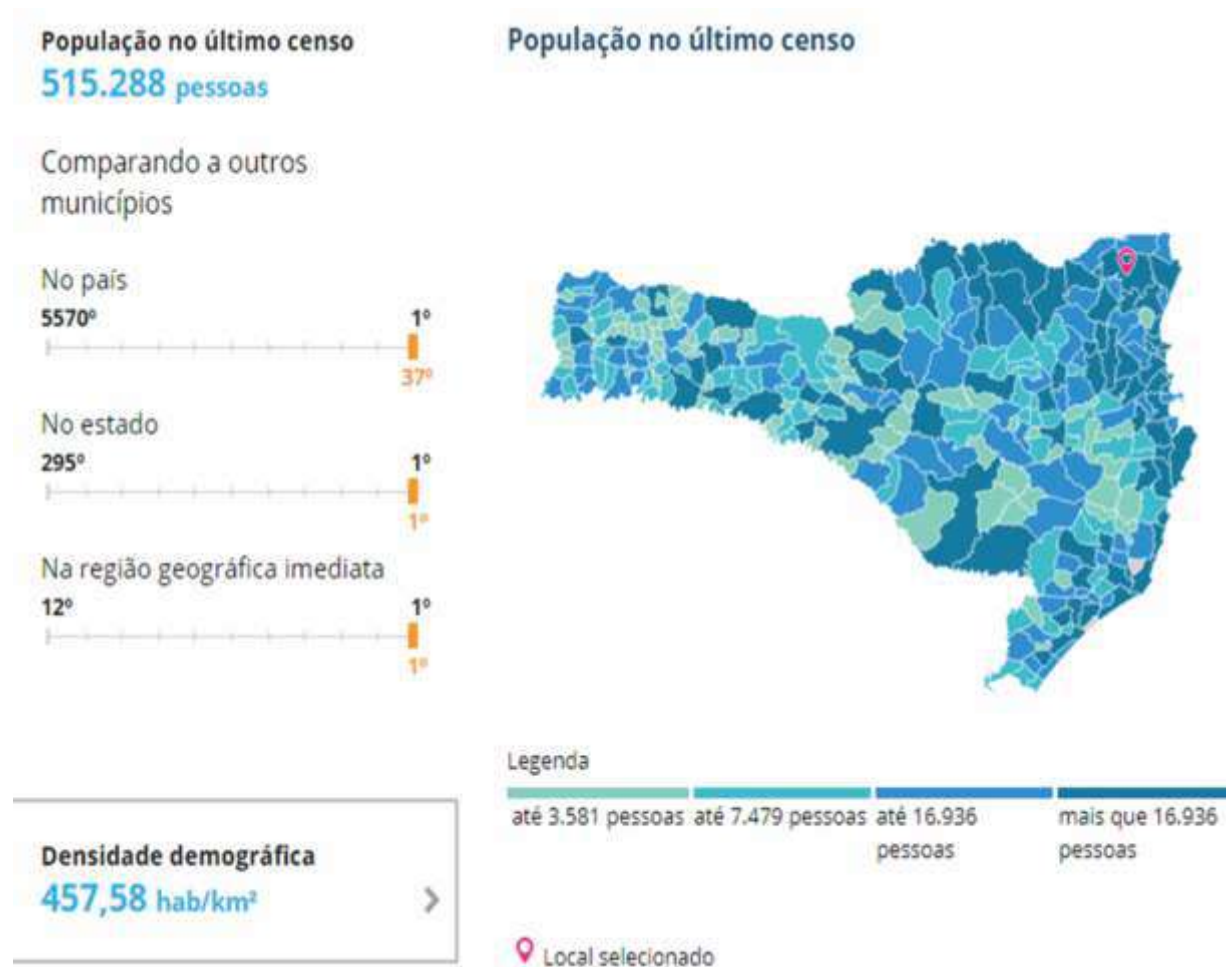 População no último censo
515.288 pessoas
Comparando a outros
municípios
No país
5570º 1º
37º
No estado
295º 1º
1º
Na região geográfica imediata
12º 1º
1º
Densidade demográfica
457,58 hab/km²
População no último censo
Legenda
até 3.581 pessoas
até 7.479 pessoas
até 16.936
pessoas
mais que 16.936
pessoas
Local selecionado